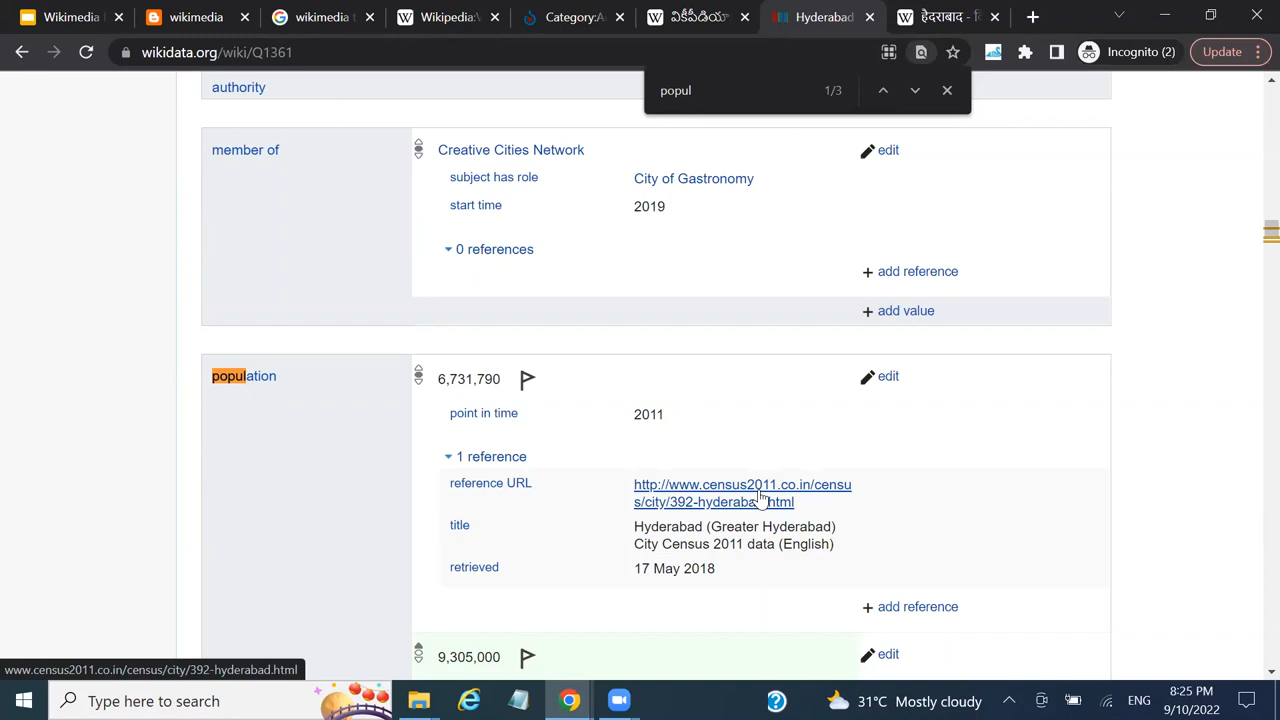 Wikimedia
wikimedia
wikimedia t
Wikipedia:V
Category:A
వికీపీడియా
Hyderabad
हैदराबाद - वि
wikidata.org/wiki/Q1361
Incognito (2)
Update
popul
1/3
authority
member of
Creative Cities Network
edit
subject has role
City of Gastronomy
start time
2019
0 references
+ add reference
+ add value
population
6,731,790
edit
point in time
2011
1 reference
reference URL
http://www.census2011.co.in/censu
s/city/392-hyderabad.html
title
Hyderabad (Greater Hyderabad)
City Census 2011 data (English)
retrieved
17 May 2018
+ add reference
9,305,000
edit
www.census2011.co.in/census/city/392-hyderabad.html
Type here to search
31°C Mostly cloudy
ENG
8:25 PM
9/10/2022